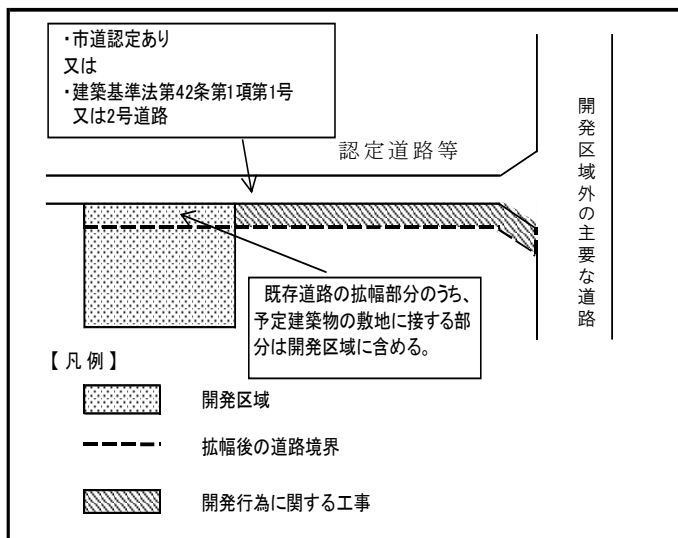 ・市道認定あり
又は
・建築基準法第42条第1項第1号
又は2号道路
認定道路等
開発区域外の主要な道路
既存道路の拡幅部分のうち、
予定建築物の敷地に接する部
分は開発区域に含める。
【凡例】
開発区域
拡幅後の道路境界
開発行為に関する工事